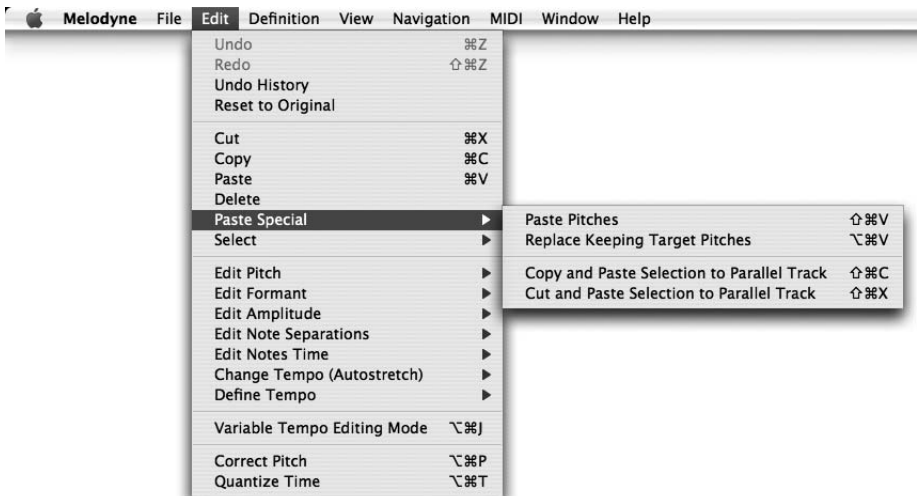 Melodyne File Edit Definition View Navigation MIDI Window Help
Undo ⌘Z
Redo ⇧⌘Z
Undo History
Reset to Original
Cut ⌘X
Copy ⌘C
Paste ⌘V
Delete
Paste Special
Select
Edit Pitch
Edit Formant
Edit Amplitude
Edit Note Separations
Edit Notes Time
Change Tempo (Autostretch)
Define Tempo
Variable Tempo Editing Mode ⌥⌘J
Correct Pitch ⌥⌘P
Quantize Time ⌥⌘T
Paste Pitches ⇧⌘V
Replace Keeping Target Pitches ⌥⌘V
Copy and Paste Selection to Parallel Track ⇧⌘C
Cut and Paste Selection to Parallel Track ⇧⌘X